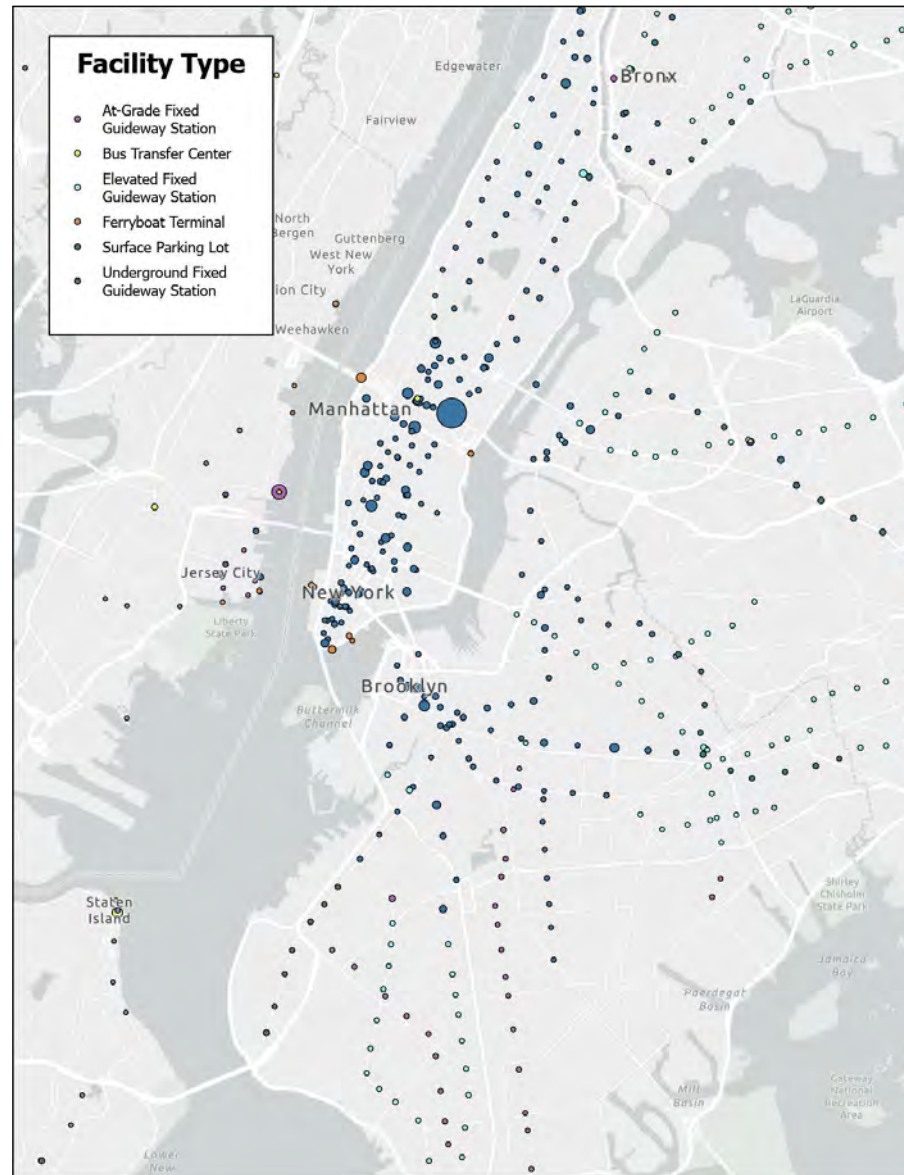 Facility Type
At-Grade Fixed
Guideway Station
Bus Transfer Center
Elevated Fixed
Guideway Station
Ferryboat Terminal
Surface Parking Lot
Underground Fixed
Guideway Station
Edgewater
Bronx
Fairview
North
Bergen
Guttenberg
West New
York
ion City
Weehawken
LaGuardia
Airport
Manhattan
Jersey City
New York
Liberty
State Park
Brooklyn
Buttermilk
Channel
Staten
Island
Shirley
Chisholm
State Park
Jamaica
Bay
Paerdegat
Basin
Mill
Basin
Gateway
National
Recreation
Area
Lower
New